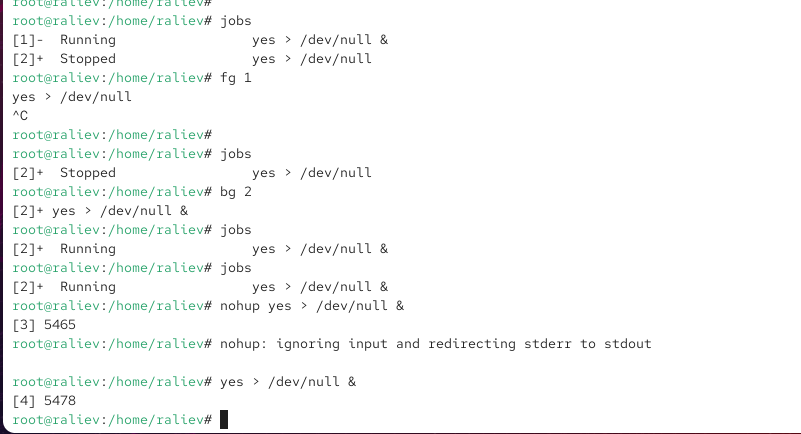 root@raliev:/home/raliev#
root@raliev:/home/raliev# jobs
[1]-  Running                 yes > /dev/null &
[2]+  Stopped                 yes > /dev/null
root@raliev:/home/raliev# fg 1
yes > /dev/null
^C
root@raliev:/home/raliev#
root@raliev:/home/raliev# jobs
[2]+  Stopped                 yes > /dev/null
root@raliev:/home/raliev# bg 2
[2]+ yes > /dev/null &
root@raliev:/home/raliev# jobs
[2]+  Running                 yes > /dev/null &
root@raliev:/home/raliev# jobs
[2]+  Running                 yes > /dev/null &
root@raliev:/home/raliev# nohup yes > /dev/null &
[3] 5465
root@raliev:/home/raliev# nohup: ignoring input and redirecting stderr to stdout
root@raliev:/home/raliev# yes > /dev/null &
[4] 5478
root@raliev:/home/raliev#